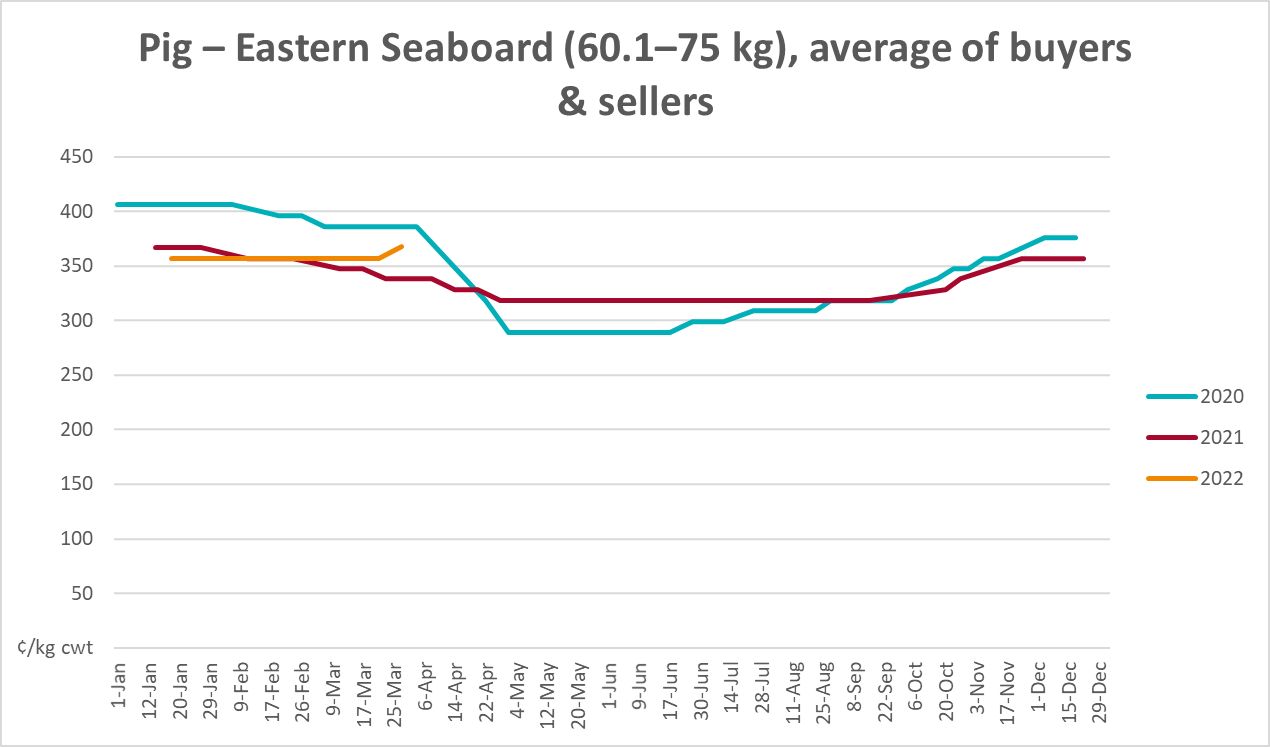 Pig – Eastern Seaboard (60.1–75 kg), average of buyers
& sellers
450
400
350
300
250
200
150
100
50
¢/kg cwt
1-Jan
12-Jan
20-Jan
29-Jan
9-Feb
17-Feb
26-Feb
9-Mar
17-Mar
25-Mar
6-Apr
14-Apr
22-Apr
4-May
12-May
20-May
1-Jun
9-Jun
17-Jun
30-Jun
14-Jul
28-Jul
11-Aug
25-Aug
8-Sep
22-Sep
6-Oct
20-Oct
3-Nov
17-Nov
1-Dec
15-Dec
29-Dec
2020
2021
2022